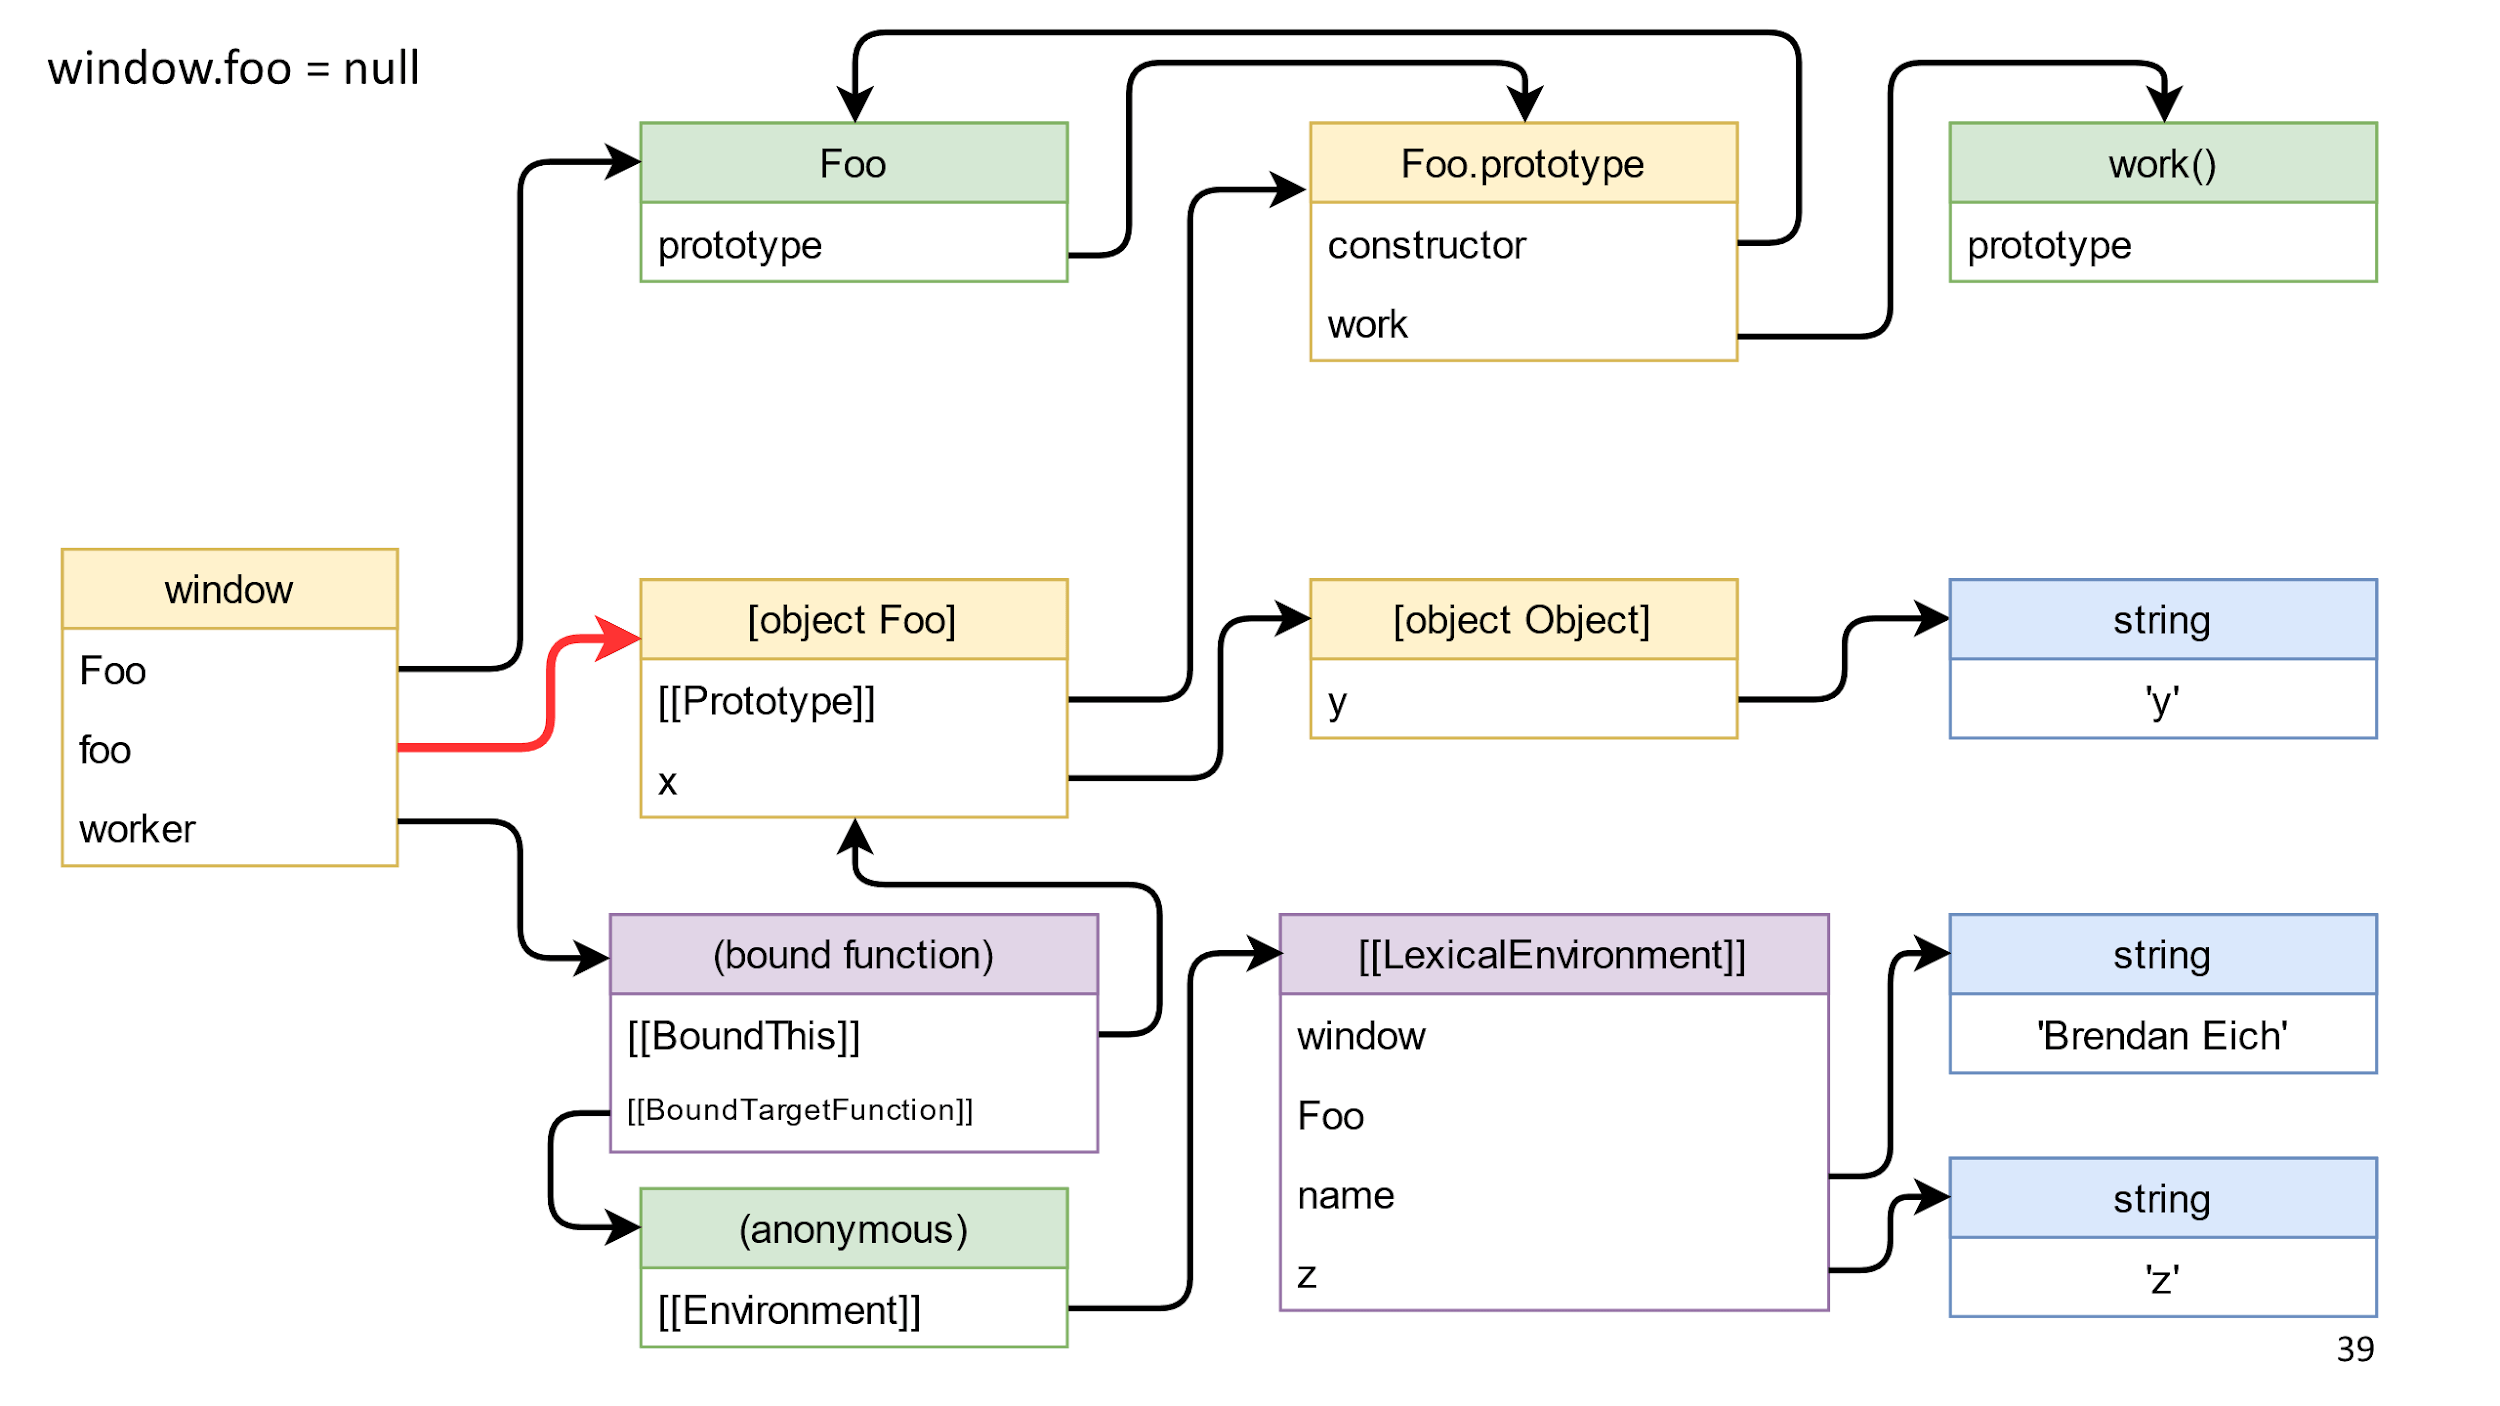 window.foo = null
Foo
prototype
Foo.prototype
constructor
work
work()
prototype
window
Foo
foo
worker
[object Foo]
[[Prototype]]
x
[object Object]
y
string
'y'
(bound function)
[[BoundThis]]
[[BoundTargetFunction]]
(anonymous)
[[Environment]]
[[LexicalEnvironment]]
window
Foo
name
z
string
'Brendan Eich'
string
'z'
39